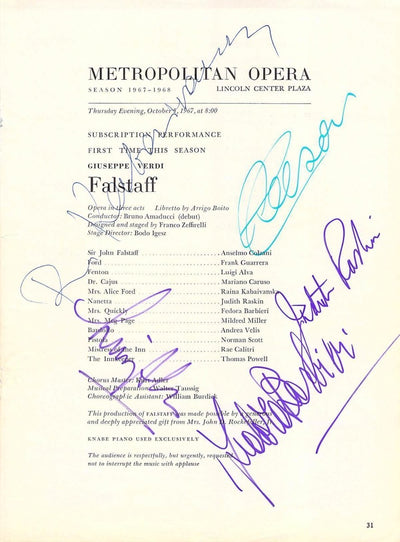 METROPOLITAN OPERA
SEASON 1967-1968 LINCOLN CENTER PLAZA
Thursday Evening, October 1967, at 8:00
SUBSCRIPTION PERFORMANCE
FIRST TIME THIS SEASON
GIUSEPPE VERDI
Falstaff
Opera in three acts Libretto by Arrigo Boito
Conductor: Bruno Amaducci (debut)
Designed and staged by Franco Zeffirelli
Stage Director: Bodo Igesz
Sir John Falstaff Anselmo Colzani
Ford Frank Guarrera
Fenton Luigi Alva
Dr. Cajus Mariano Caruso
Mrs. Alice Ford Raina Kabaivanska
Nanetta Judith Raskin
Mrs. Quickly Fedora Barbieri
Mrs. Meg Page Mildred Miller
Bardolfo Andrea Velis
Pistola Norman Scott
Mistress of the Inn Rae Calitri
The Innkeeper Thomas Powell
Chorus Master Kurt Adler
Musical Preparation Walter Taussig
Choreographic Assistant: William Burdick
This production of FALSTAFF was made possible by a generous
and deeply appreciated gift from Mrs. John D. Rockefeller, Jr.
KNABE PIANO USED EXCLUSIVELY
The audience is respectfully, but urgently, requested
not to interrupt the music with applause
R. Kabaivanska
Judith Raskin
Fedora Barbieri
31